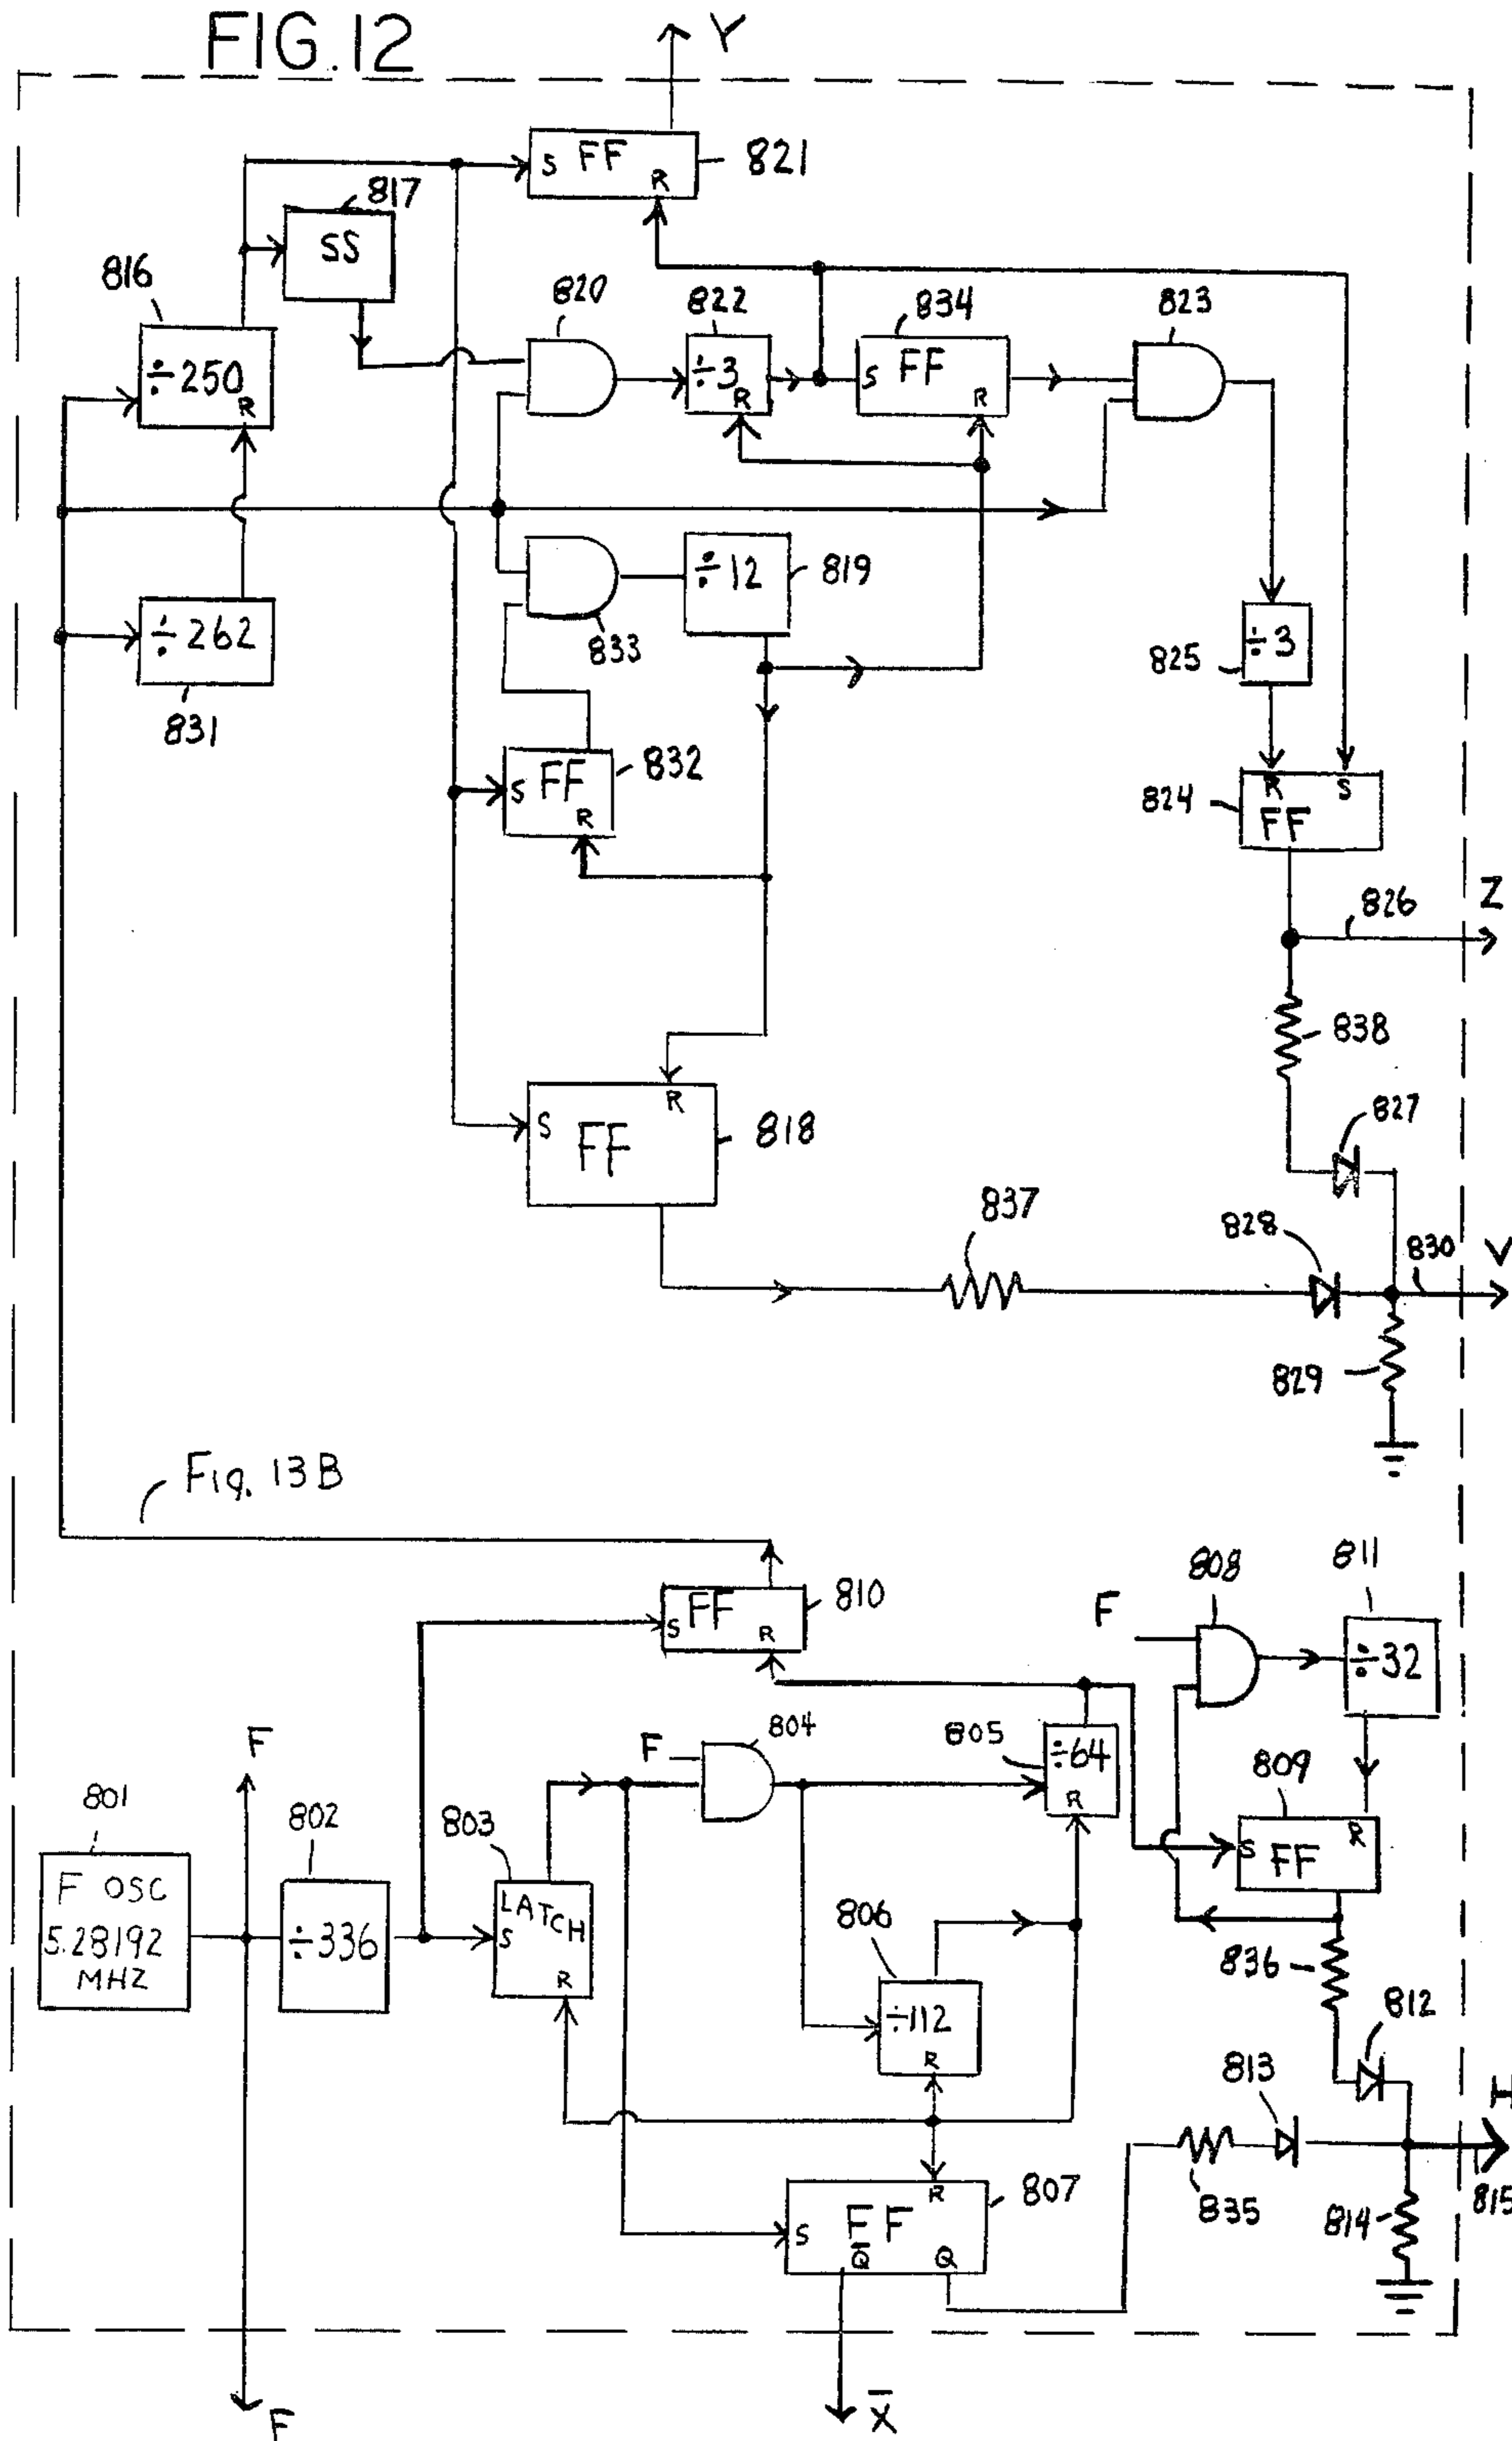 FIG. 12
Y
S FF R
821
817
SS
816
÷250
R
820
822
÷3
R
834
S FF
R
823
÷262
831
833
÷12
819
825
÷3
S FF
R
832
824
R S
FF
826
Z
838
S FF R
818
827
837
828
830
V
829
Fig. 13B
S FF R
810
F
808
811
÷32
F
804
805
÷64
R
809
S FF R
801
F OSC
5.28192
MHZ
F
802
÷336
803
LATCH
S
R
806
÷112
R
836
812
813
H
815
835
814
S FF R
Q̅ Q
807
F
X̅